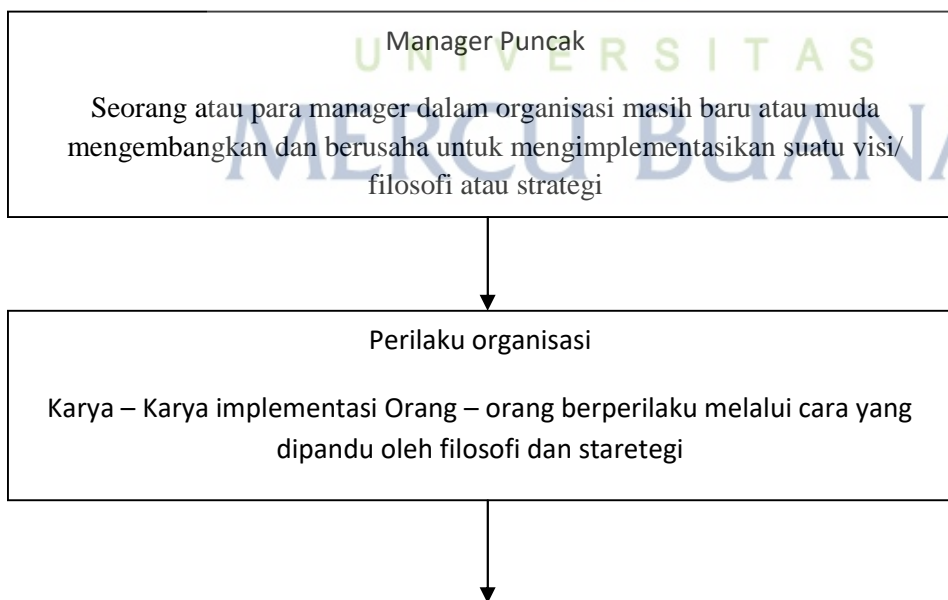 UNIVERSITAS
MERCU BUANA
Manager Puncak
Seorang atau para manager dalam organisasi masih baru atau muda
mengembangkan dan berusaha untuk mengimplementasikan suatu visi/
filosofi atau strategi
Perilaku organisasi
Karya – Karya implementasi Orang – orang berperilaku melalui cara yang
dipandu oleh filosofi dan staretegi